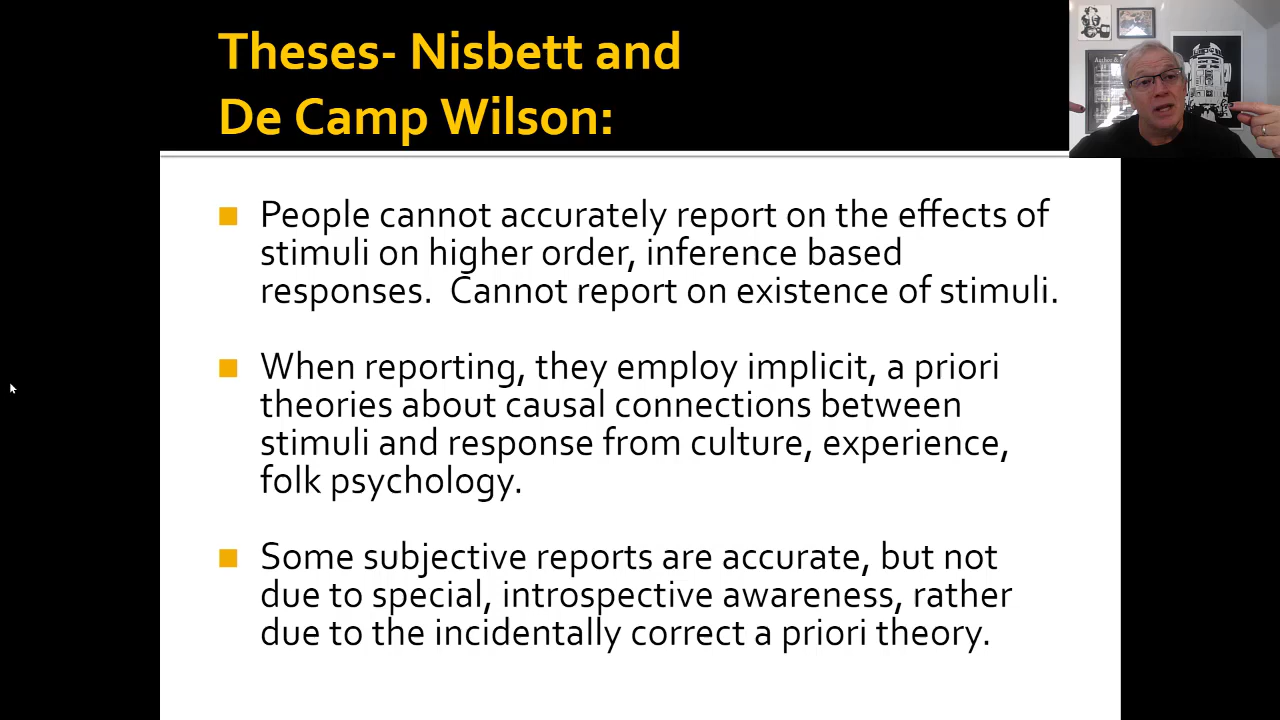 Theses- Nisbett and
De Camp Wilson:
People cannot accurately report on the effects of
stimuli on higher order, inference based
responses.  Cannot report on existence of stimuli.
When reporting, they employ implicit, a priori
theories about causal connections between
stimuli and response from culture, experience,
folk psychology.
Some subjective reports are accurate, but not
due to special, introspective awareness, rather
due to the incidentally correct a priori theory.